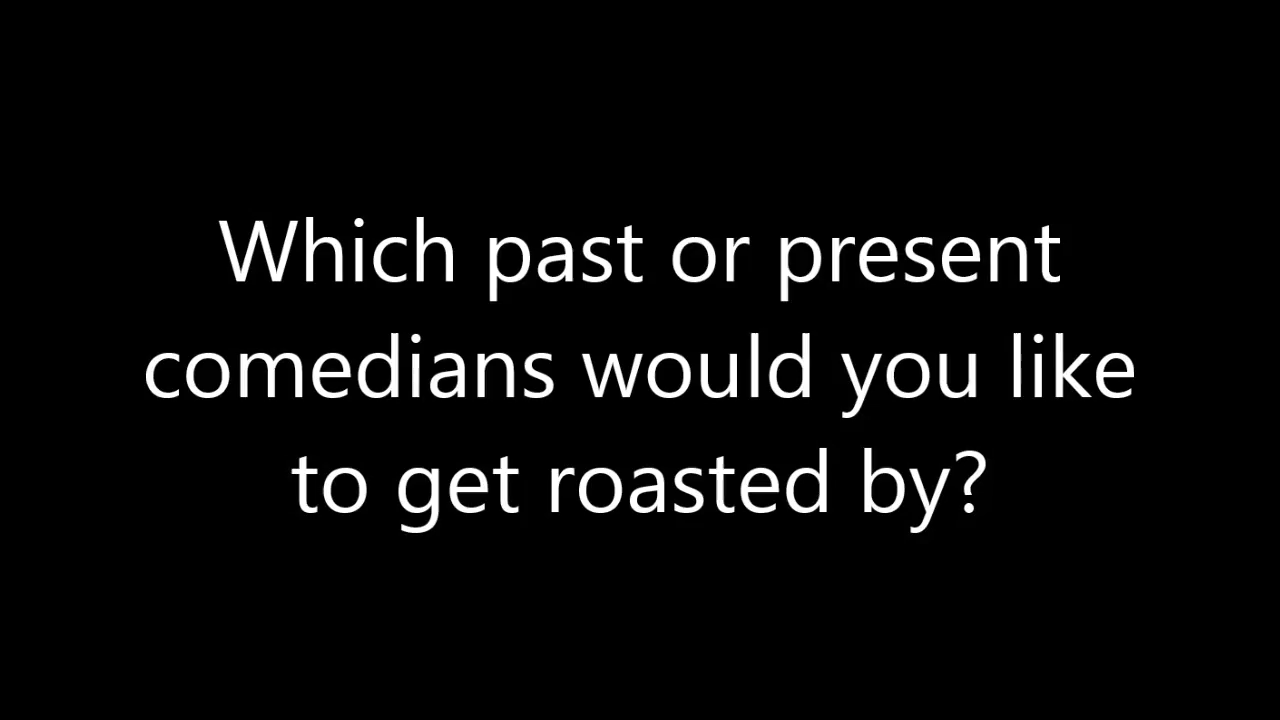 Which past or present
comedians would you like
to get roasted by?